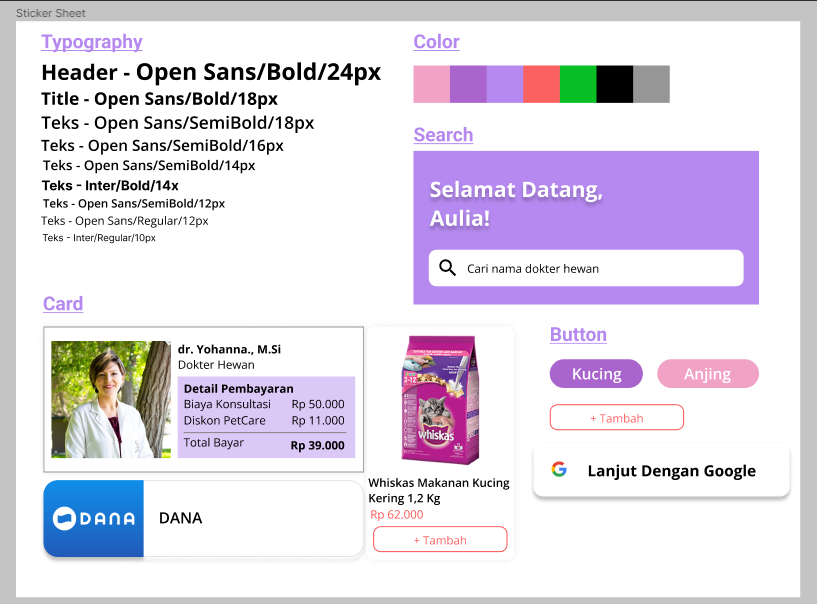 Sticker Sheet
Typography
Header - Open Sans/Bold/24px
Title - Open Sans/Bold/18px
Teks - Open Sans/SemiBold/18px
Teks - Open Sans/SemiBold/16px
Teks - Open Sans/SemiBold/14px
Teks - Inter/Bold/14x
Teks - Open Sans/SemiBold/12px
Teks - Open Sans/Regular/12px
Teks - Inter/Regular/10px
Color
Search
Selamat Datang,
Aulia!
Cari nama dokter hewan
Card
dr. Yohanna., M.Si
Dokter Hewan
Detail Pembayaran
Biaya Konsultasi Rp 50.000
Diskon PetCare Rp 11.000
Total Bayar Rp 39.000
DANA
DANA
whiskas
Whiskas Makanan Kucing
Kering 1,2 Kg
Rp 62.000
+ Tambah
Button
Kucing
Anjing
+ Tambah
G
Lanjut Dengan Google